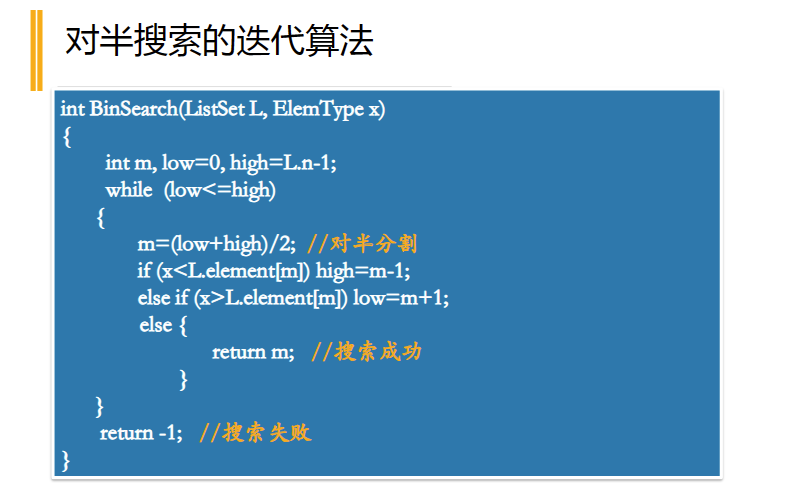 对半搜索的迭代算法
int BinSearch(ListSet L, ElemType x)
{
int m, low=0, high=L.n-1;
while (low<=high)
{
m=(low+high)/2; //对半分割
if (x<L.element[m]) high=m-1;
else if (x>L.element[m]) low=m+1;
else {
return m; //搜索成功
}
}
return -1; //搜索失败
}